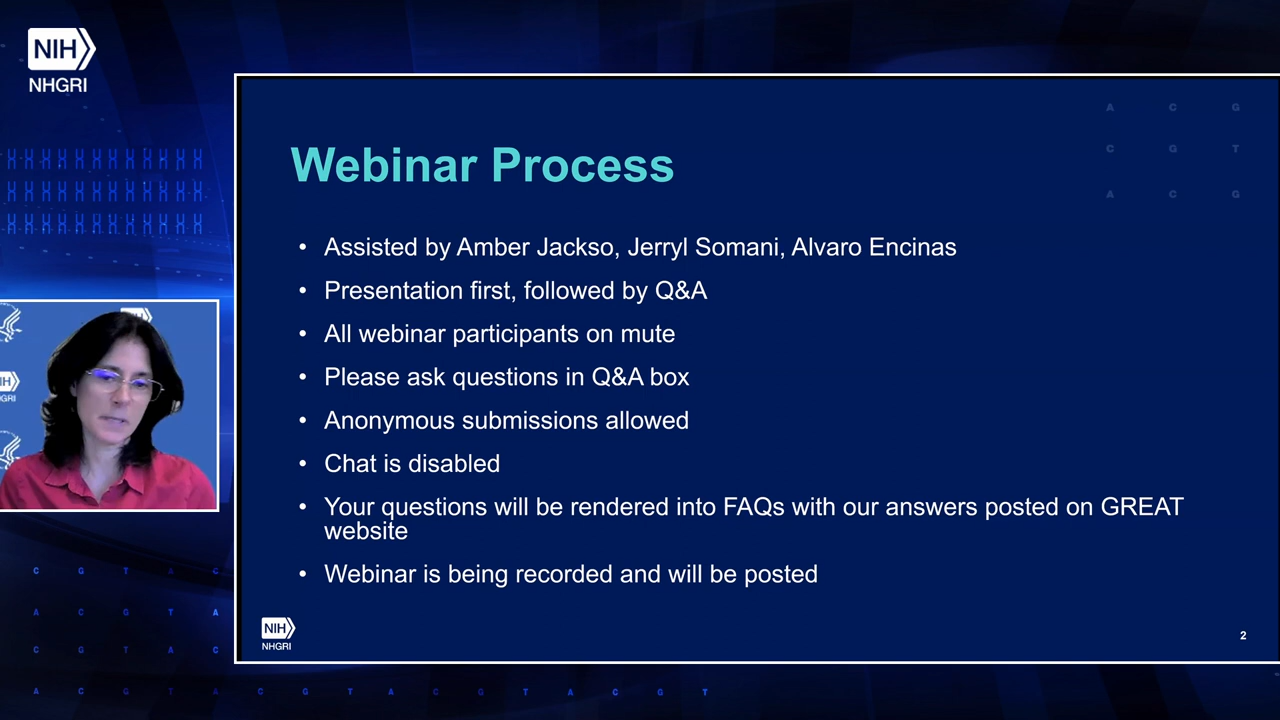 NIH
NHGRI
A C G
C G T
A C G
Webinar Process
• Assisted by Amber Jackso, Jerryl Somani, Alvaro Encinas
• Presentation first, followed by Q&A
• All webinar participants on mute
• Please ask questions in Q&A box
• Anonymous submissions allowed
• Chat is disabled
• Your questions will be rendered into FAQs with our answers posted on GREAT
website
• Webinar is being recorded and will be posted
NIH
NHGRI
2
C G T A C
A C G T A
C G T A C
A C G T A C G T A C G T A C G T